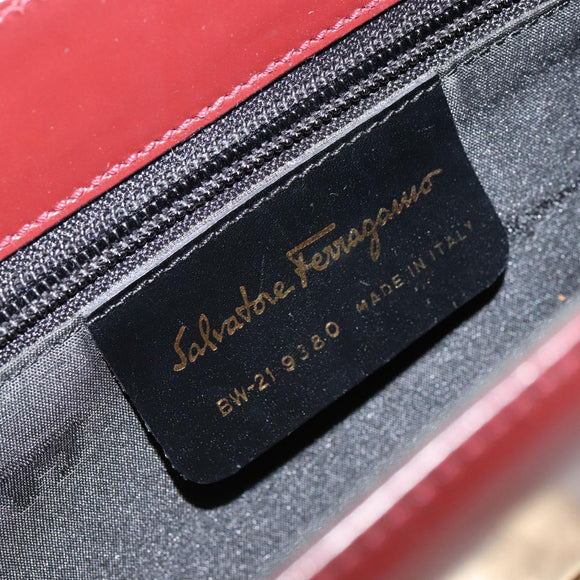 Salvatore Ferragamo
BW-21 9380 MADE IN ITALY